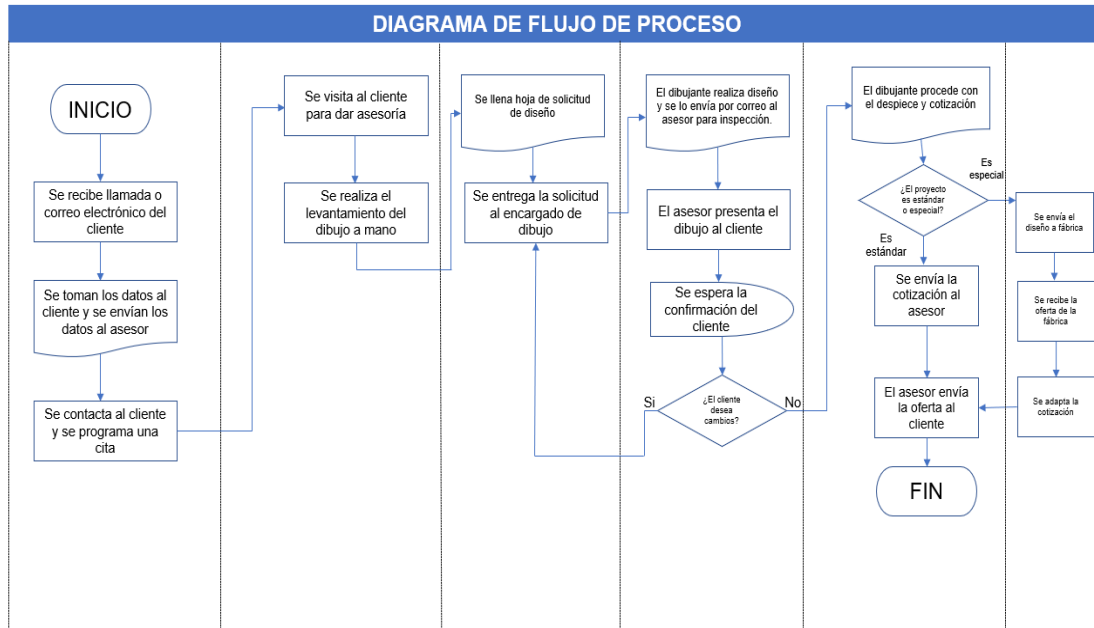 DIAGRAMA DE FLUJO DE PROCESO
INICIO
Se recibe llamada o
correo electrónico del
cliente
Se toman los datos al
cliente y se envían los
datos al asesor
Se contacta al cliente
y se programa una
cita
Se visita al cliente
para dar asesoría
Se realiza el
levantamiento del
dibujo a mano
Se llena hoja de solicitud
de diseño
Se entrega la solicitud
al encargado de
dibujo
El dibujante realiza diseño
y se lo envía por correo al
asesor para inspección.
El asesor presenta el
dibujo al cliente
Se espera la
confirmación del
cliente
Si
¿El cliente
desea
cambios?
No
El dibujante procede con
el despiece y cotización
¿El proyecto
es estándar
o especial?
Es
especial
Es
estándar
Se envía la
cotización al
asesor
El asesor envía
la oferta al
cliente
FIN
Se envía el
diseño a fábrica
Se recibe la
oferta de la
fábrica
Se adapta la
cotización